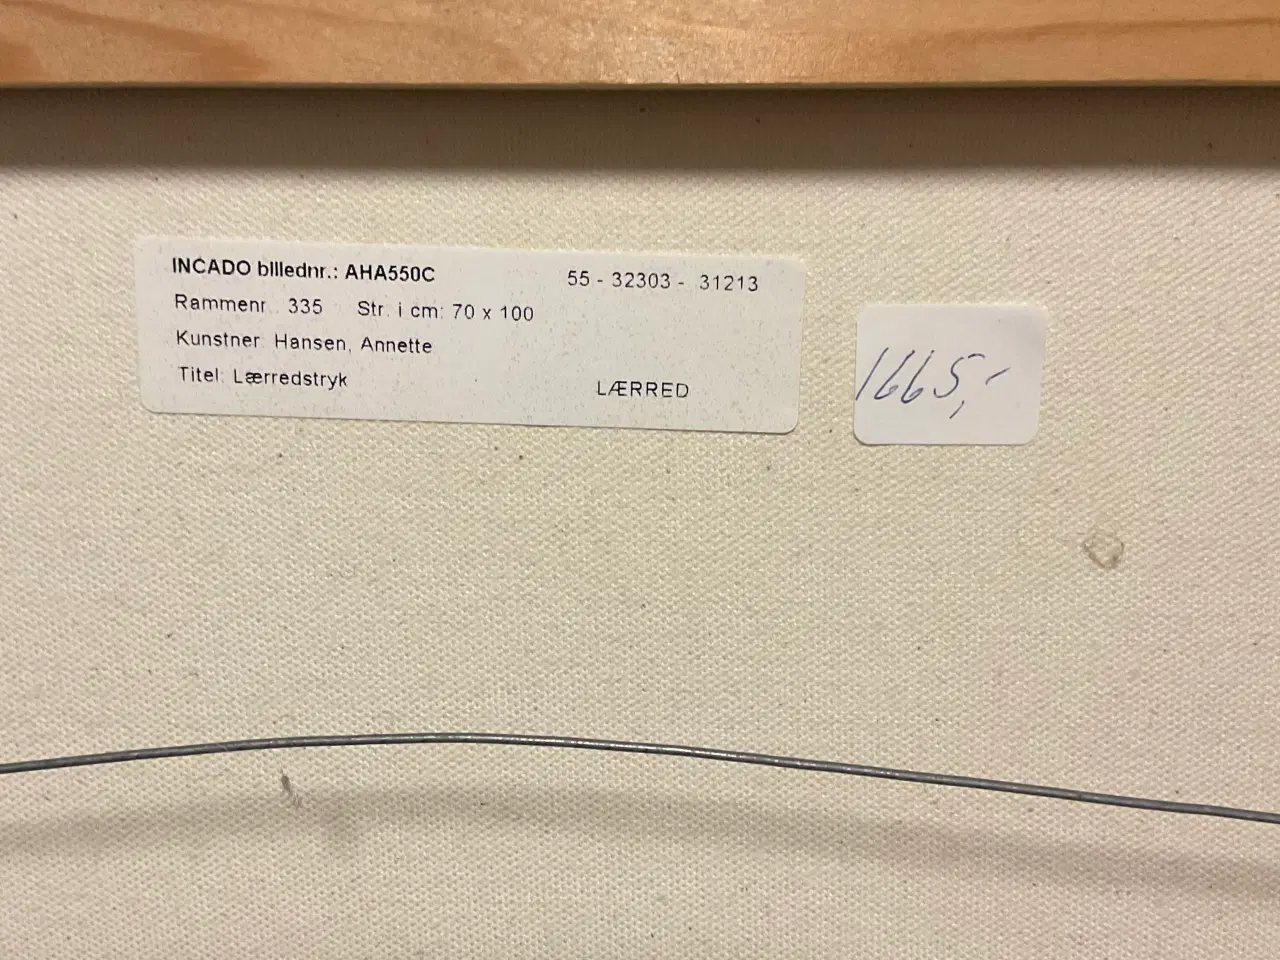 INCADO billednr.: AHA550C 55 - 32303 - 31213
Rammenr.: 335 Str. i cm: 70 x 100
Kunstner: Hansen, Annette
Titel: Lærredstryk LÆRRED
1665,-